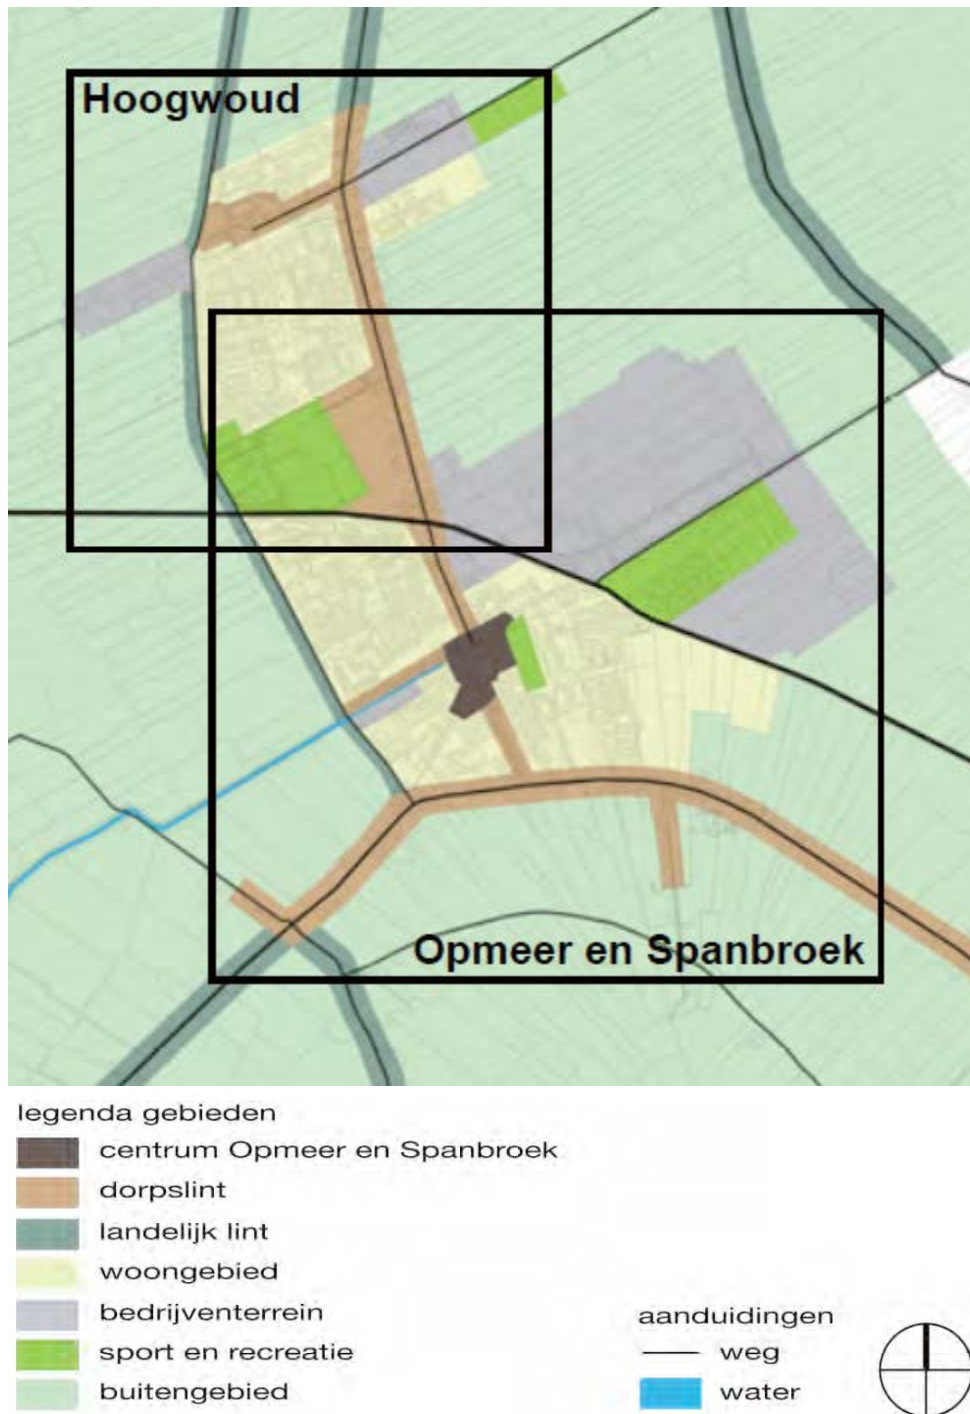 Hoogwoud
Opmeer en Spanbroek
legenda gebieden
centrum Opmeer en Spanbroek
dorpslint
landelijk lint
woongebied
bedrijventerrein
sport en recreatie
buitengebied
aanduidingen
weg
water